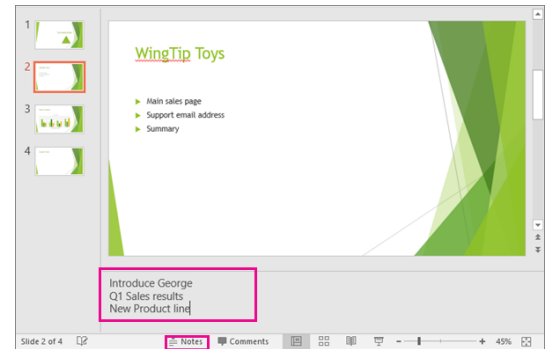 1
2
3
4
WingTip Toys
Main sales page
Support email address
Summary
Introduce George
Q1 Sales results
New Product line
Slide 2 of 4
Notes
Comments
45%